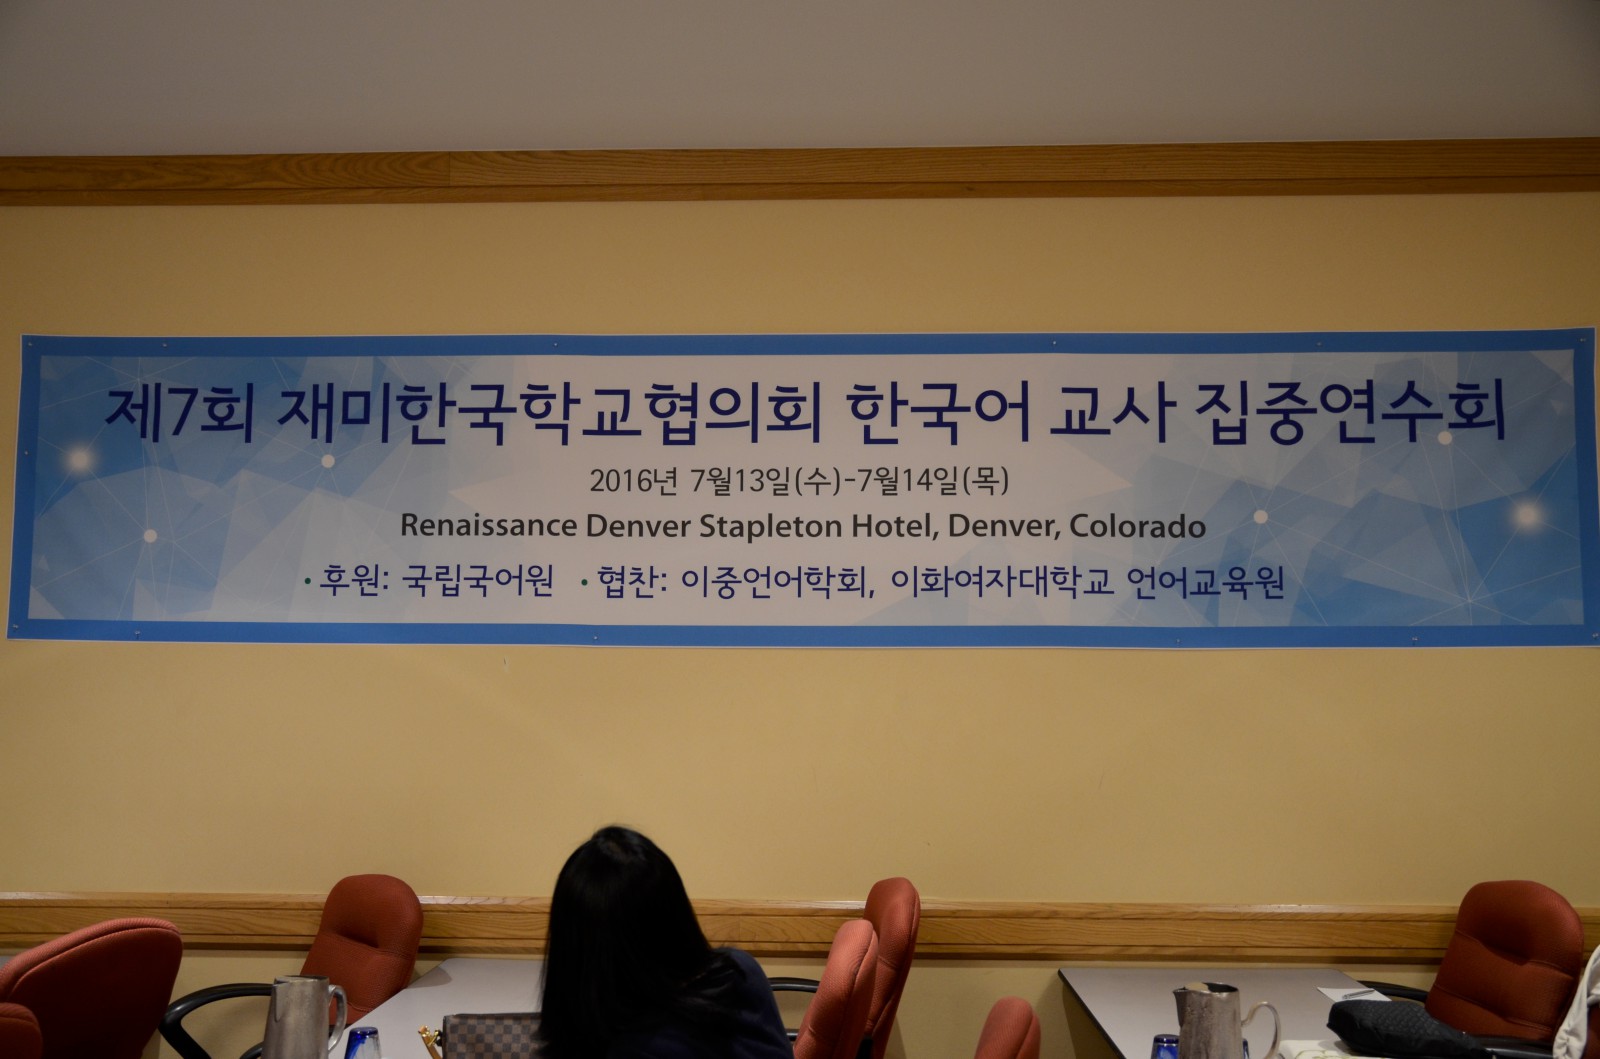 제7회 재미한국학교협의회 한국어 교사 집중연수회
2016년 7월13일(수)-7월14일(목)
Renaissance Denver Stapleton Hotel, Denver, Colorado
• 후원: 국립국어원 • 협찬: 이중언어학회, 이화여자대학교 언어교육원